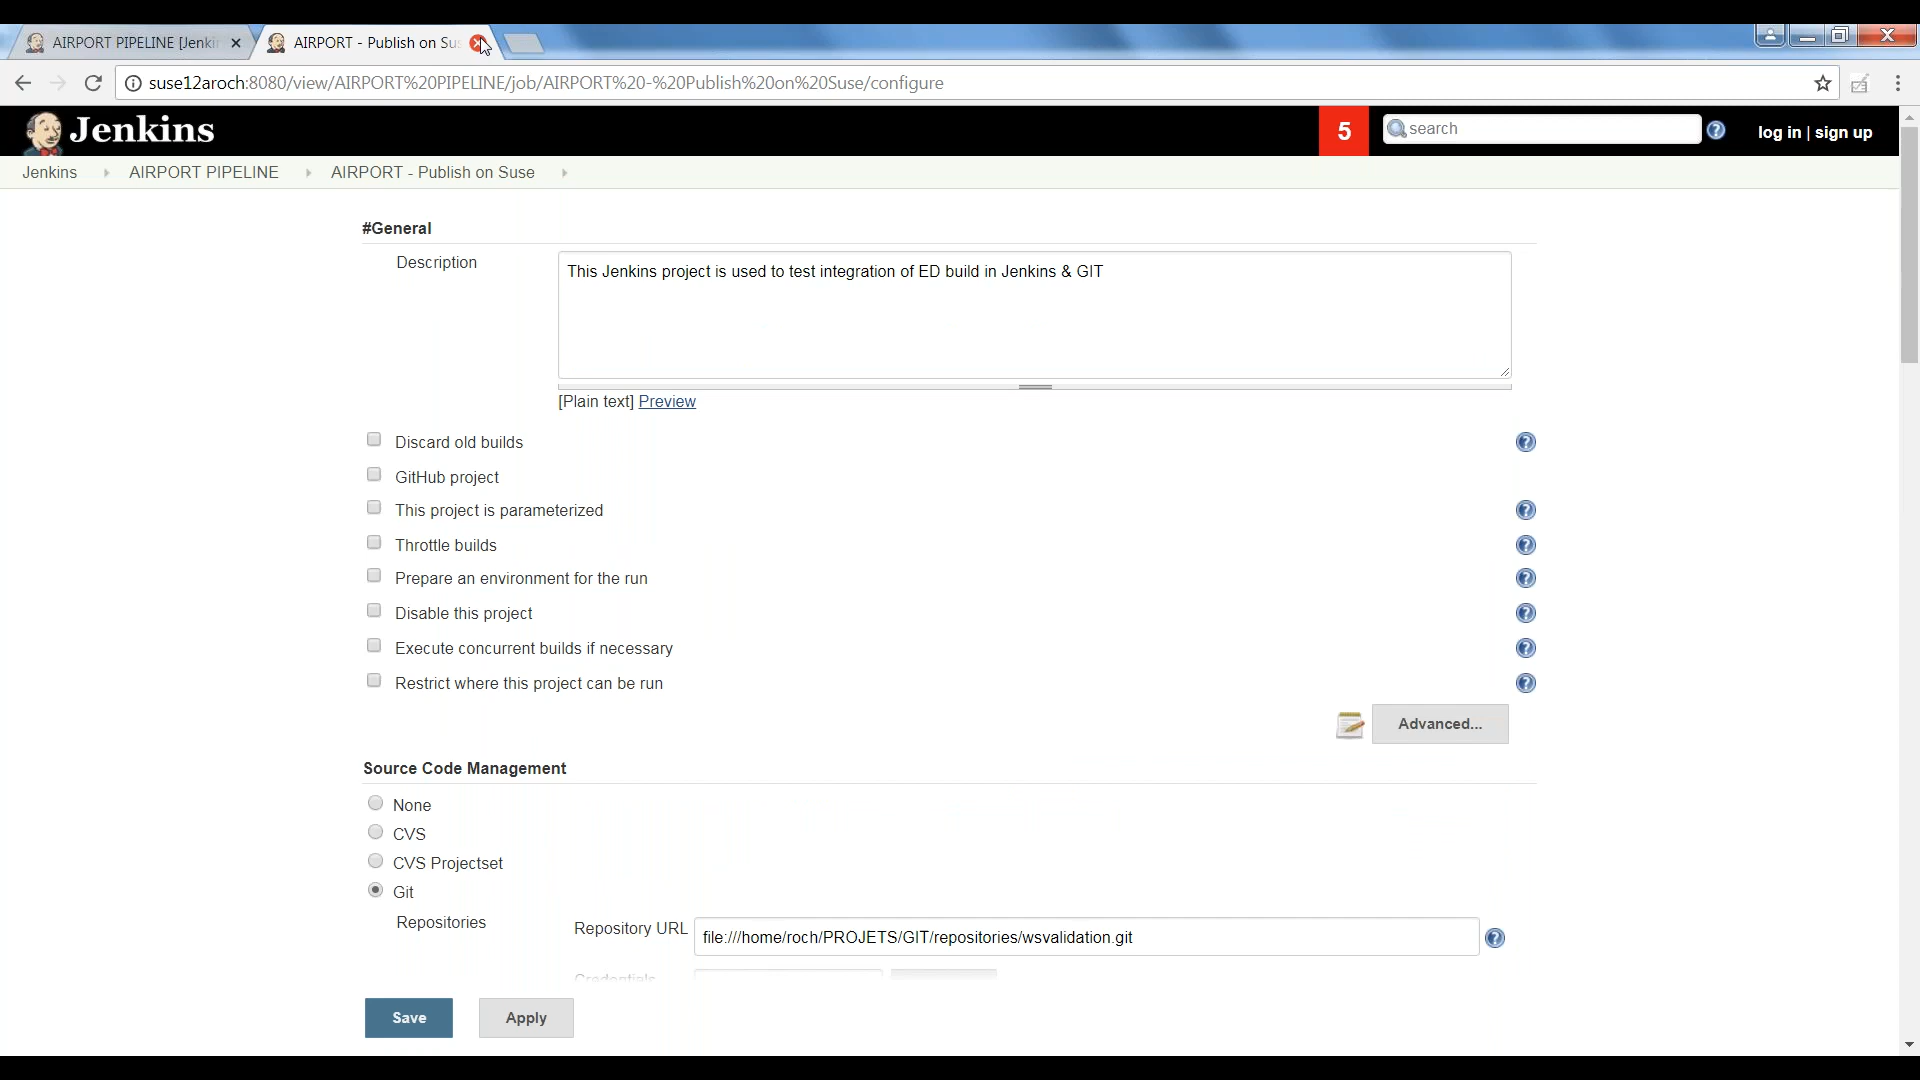 AIRPORT PIPELINE [Jenki
AIRPORT - Publish on Sus
suse12aroch:8080/view/AIRPORT%20PIPELINE/job/AIRPORT%20-%20Publish%20on%20Suse/configure
Jenkins
5
search
log in | sign up
Jenkins
AIRPORT PIPELINE
AIRPORT - Publish on Suse
#General
Description
This Jenkins project is used to test integration of ED build in Jenkins & GIT
[Plain text] Preview
Discard old builds
GitHub project
This project is parameterized
Throttle builds
Prepare an environment for the run
Disable this project
Execute concurrent builds if necessary
Restrict where this project can be run
Advanced...
Source Code Management
None
CVS
CVS Projectset
Git
Repositories
Repository URL
file:///home/roch/PROJETS/GIT/repositories/wsvalidation.git
Credentials
Save
Apply